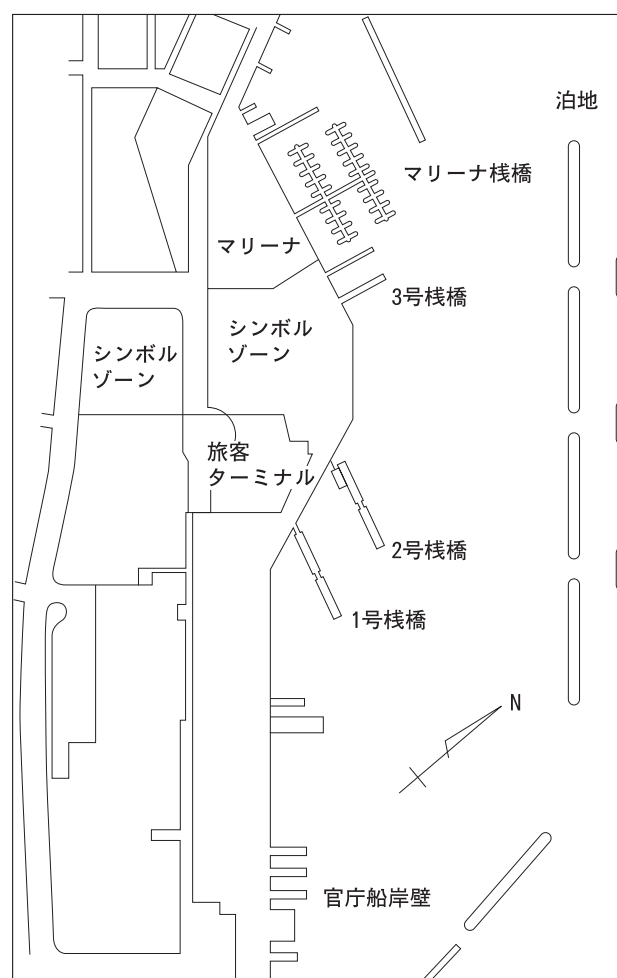 泊地
マリーナ桟橋
マリーナ
3号桟橋
シンボル
ゾーン
シンボル
ゾーン
旅客
ターミナル
2号桟橋
1号桟橋
N
官庁船岸壁